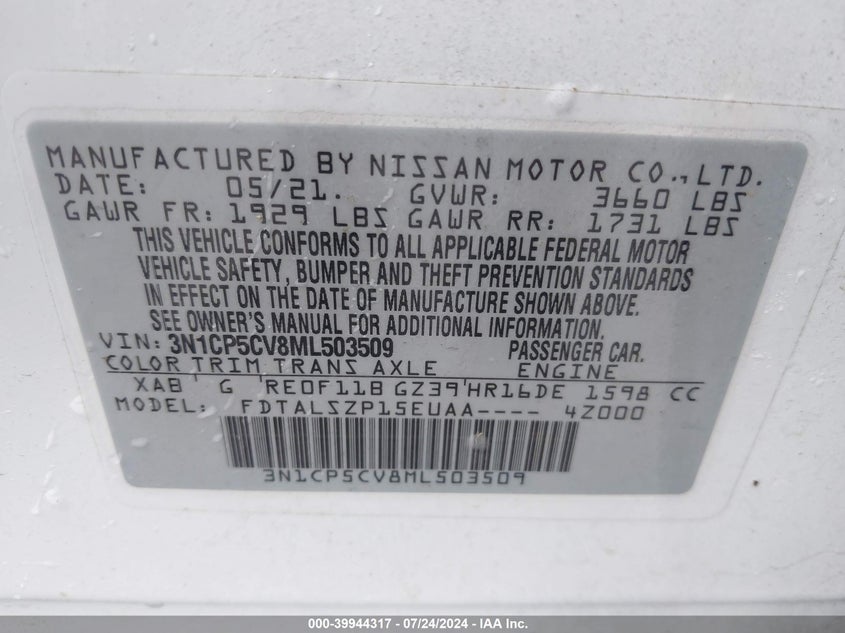 MANUFACTURED BY NISSAN MOTOR CO., LTD.
DATE: 05/21. GVWR: 3660 LBS
GAWR FR: 1929 LBS GAWR RR: 1731 LBS
THIS VEHICLE CONFORMS TO ALL APPLICABLE FEDERAL MOTOR
VEHICLE SAFETY, BUMPER AND THEFT PREVENTION STANDARDS
IN EFFECT ON THE DATE OF MANUFACTURE SHOWN ABOVE.
SEE OWNER'S MANUAL FOR ADDITIONAL INFORMATION.
VIN: 3N1CP5CV8ML503509 PASSENGER CAR.
COLOR TRIM TRANS AXLE ENGINE
XAB G RE0F11B GZ39 HR16DE 1598 CC
MODEL: FDTALSZP15EUAA---- 4Z000
3N1CP5CV8ML503509
000-39944317 - 07/24/2024 - IAA Inc.